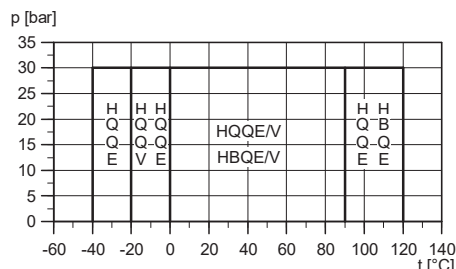 p [bar]
35
30
25
20
15
10
5
0
H H H H H
Q Q Q Q B
Q Q Q Q Q
E V E E E
HQQE/V
HBQE/V
-60 -40 -20 0 20 40 60 80 100 120 140
t [°C]